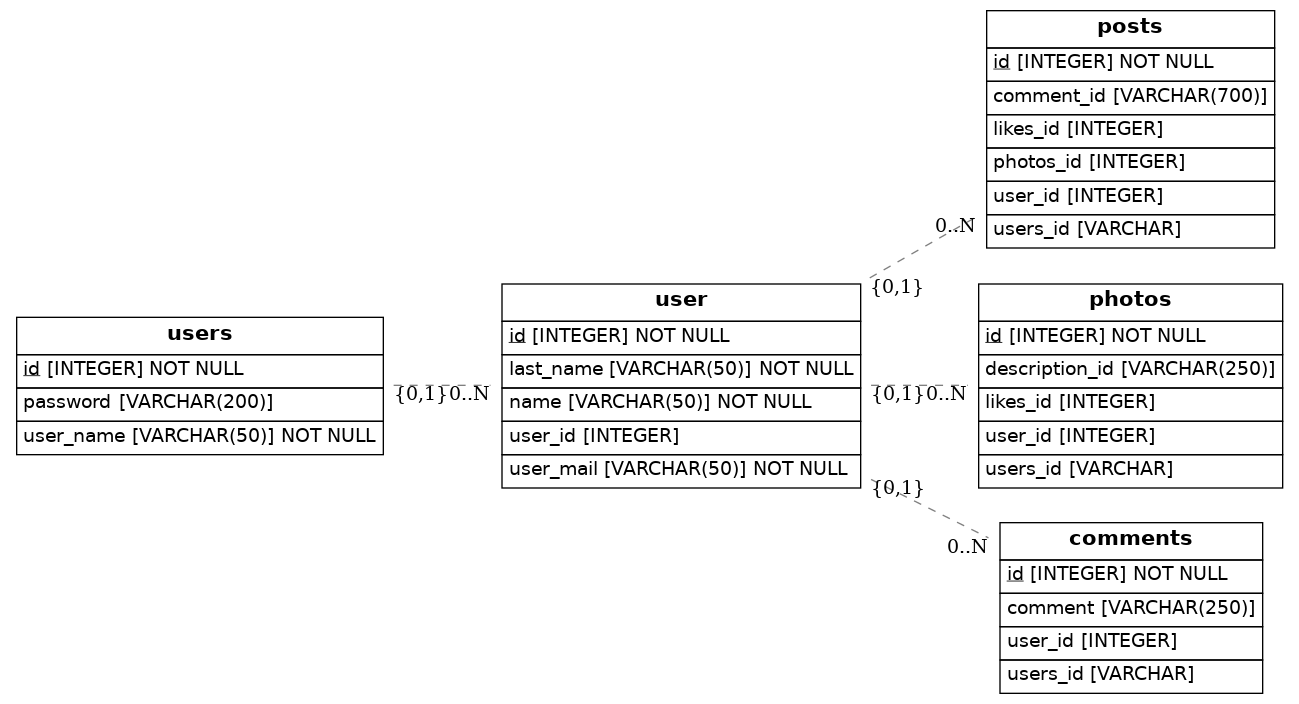 posts
id [INTEGER] NOT NULL
comment_id [VARCHAR(700)]
likes_id [INTEGER]
photos_id [INTEGER]
user_id [INTEGER]
users_id [VARCHAR]
0..N
{0,1}
users
id [INTEGER] NOT NULL
password [VARCHAR(200)]
user_name [VARCHAR(50)] NOT NULL
{0,1}
0..N
user
id [INTEGER] NOT NULL
last_name [VARCHAR(50)] NOT NULL
name [VARCHAR(50)] NOT NULL
user_id [INTEGER]
user_mail [VARCHAR(50)] NOT NULL
{0,1}
0..N
photos
id [INTEGER] NOT NULL
description_id [VARCHAR(250)]
likes_id [INTEGER]
user_id [INTEGER]
users_id [VARCHAR]
{0,1}
0..N
comments
id [INTEGER] NOT NULL
comment [VARCHAR(250)]
user_id [INTEGER]
users_id [VARCHAR]